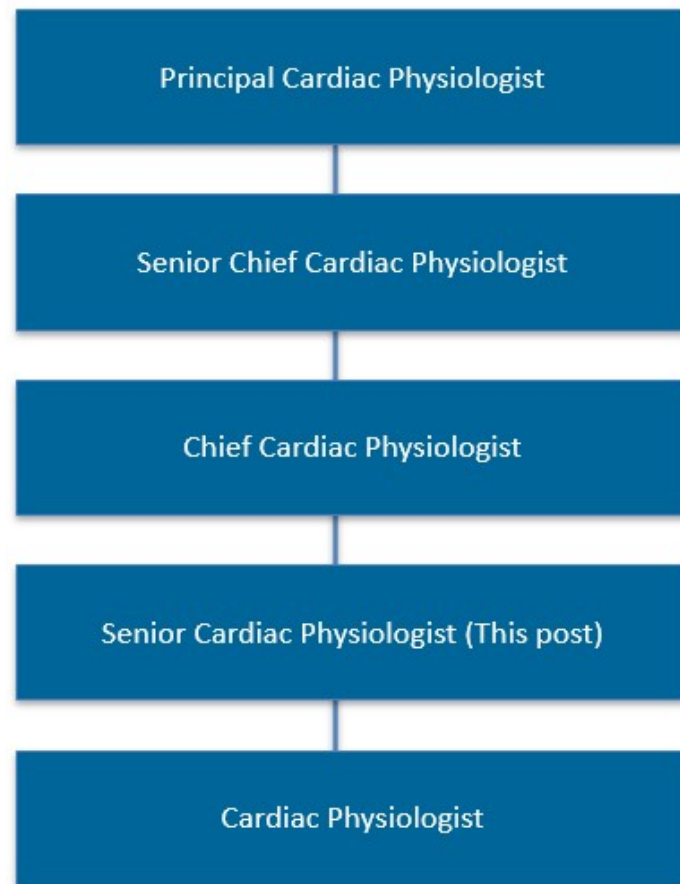 Principal Cardiac Physiologist
Senior Chief Cardiac Physiologist
Chief Cardiac Physiologist
Senior Cardiac Physiologist (This post)
Cardiac Physiologist